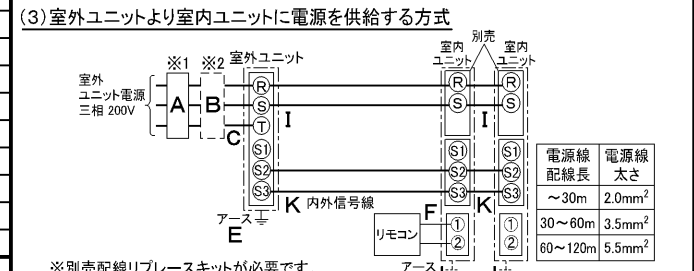 (3)室外ユニットより室内ユニットに電源を供給する方式
別売
※1 ※2 室外ユニット
室内
ユニット
室内
ユニット
室外
ユニット電源
三相 200V
A B C
R
S
T
S1
S2
S3
I
R
S
S1
S2
S3
I
R
S
S1
S2
S3
K 内外信号線
K
アース
E
F
リモコン
①
②
①
②
アース
電源線
配線長
電源線
太さ
~30m 2.0mm²
30~60m 3.5mm²
60~120m 5.5mm²
※別売配線リプレースキットが必要です